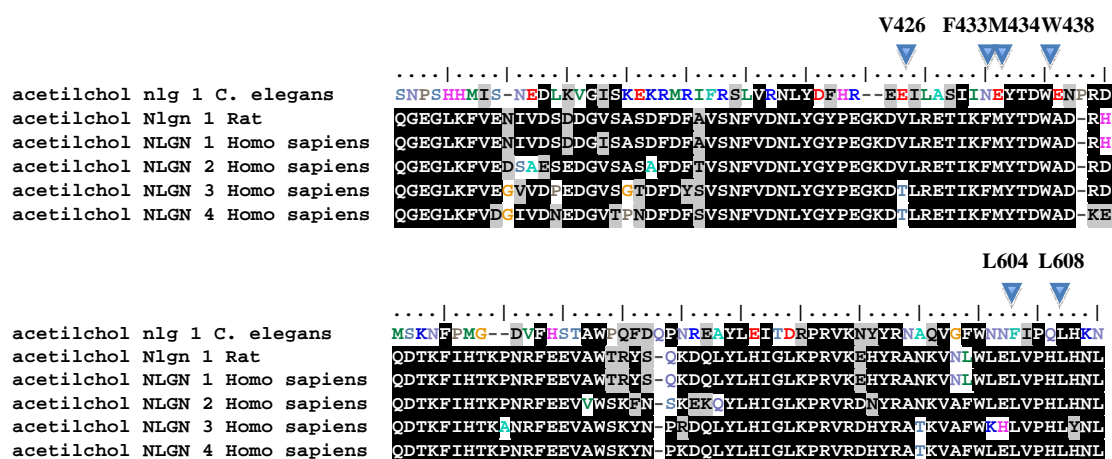 V426 F433M434W438
....|....|....|....|....|....|....|....|....|....|....|....|
acetilchol nlg 1 C. elegans SNPSHHMIS-NEDLKVGISKEKRMRIFRSLVRNLYDFHR--EEILASIINEYTDWENPRD
acetilchol Nlgn 1 Rat QGEGLKFVENIVDSDDGVSASDFDFAVSNFVDNLYGYPEGKDVLRETIKFMYTDWAD-RH
acetilchol NLGN 1 Homo sapiens QGEGLKFVENIVDSDDGISASDFDFAVSNFVDNLYGYPEGKDVLRETIKFMYTDWAD-RH
acetilchol NLGN 2 Homo sapiens QGEGLKFVEDSAESEDGVSASAFDFTVSNFVDNLYGYPEGKDVLRETIKFMYTDWAD-RD
acetilchol NLGN 3 Homo sapiens QGEGLKFVEGVVDPEDGVSGTDFDYSVSNFVDNLYGYPEGKDTLRETIKFMYTDWAD-RD
acetilchol NLGN 4 Homo sapiens QGEGLKFVDGIVDNEDGVTPNDFDFSVSNFVDNLYGYPEGKDTLRETIKFMYTDWAD-KE
L604 L608
....|....|....|....|....|....|....|....|....|....|....|....|
acetilchol nlg 1 C. elegans MSKNFPMG--DVFHSTAWPQFDQPNREAYLEITDRPRVKNYYRNAQVGFWNNFIPQLHKN
acetilchol Nlgn 1 Rat QDTKFIHTKPNRFEEVAWTRYS-QKDQLYLHIGLKPRVKEHYRANKVNLWLELVPHLHNL
acetilchol NLGN 1 Homo sapiens QDTKFIHTKPNRFEEVAWTRYS-QKDQLYLHIGLKPRVKEHYRANKVNLWLELVPHLHNL
acetilchol NLGN 2 Homo sapiens QDTKFIHTKPNRFEEVVWSKFN-SKEKQYLHIGLKPRVRDNYRANKVAFWLELVPHLHNL
acetilchol NLGN 3 Homo sapiens QDTKFIHTKANRFEEVAWSKYN-PRDQLYLHIGLKPRVRDHYRATKVAFWKHLVPHLYNL
acetilchol NLGN 4 Homo sapiens QDTKFIHTKPNRFEEVAWSKYN-PKDQLYLHIGLKPRVRDHYRATKVAFWLELVPHLHNL